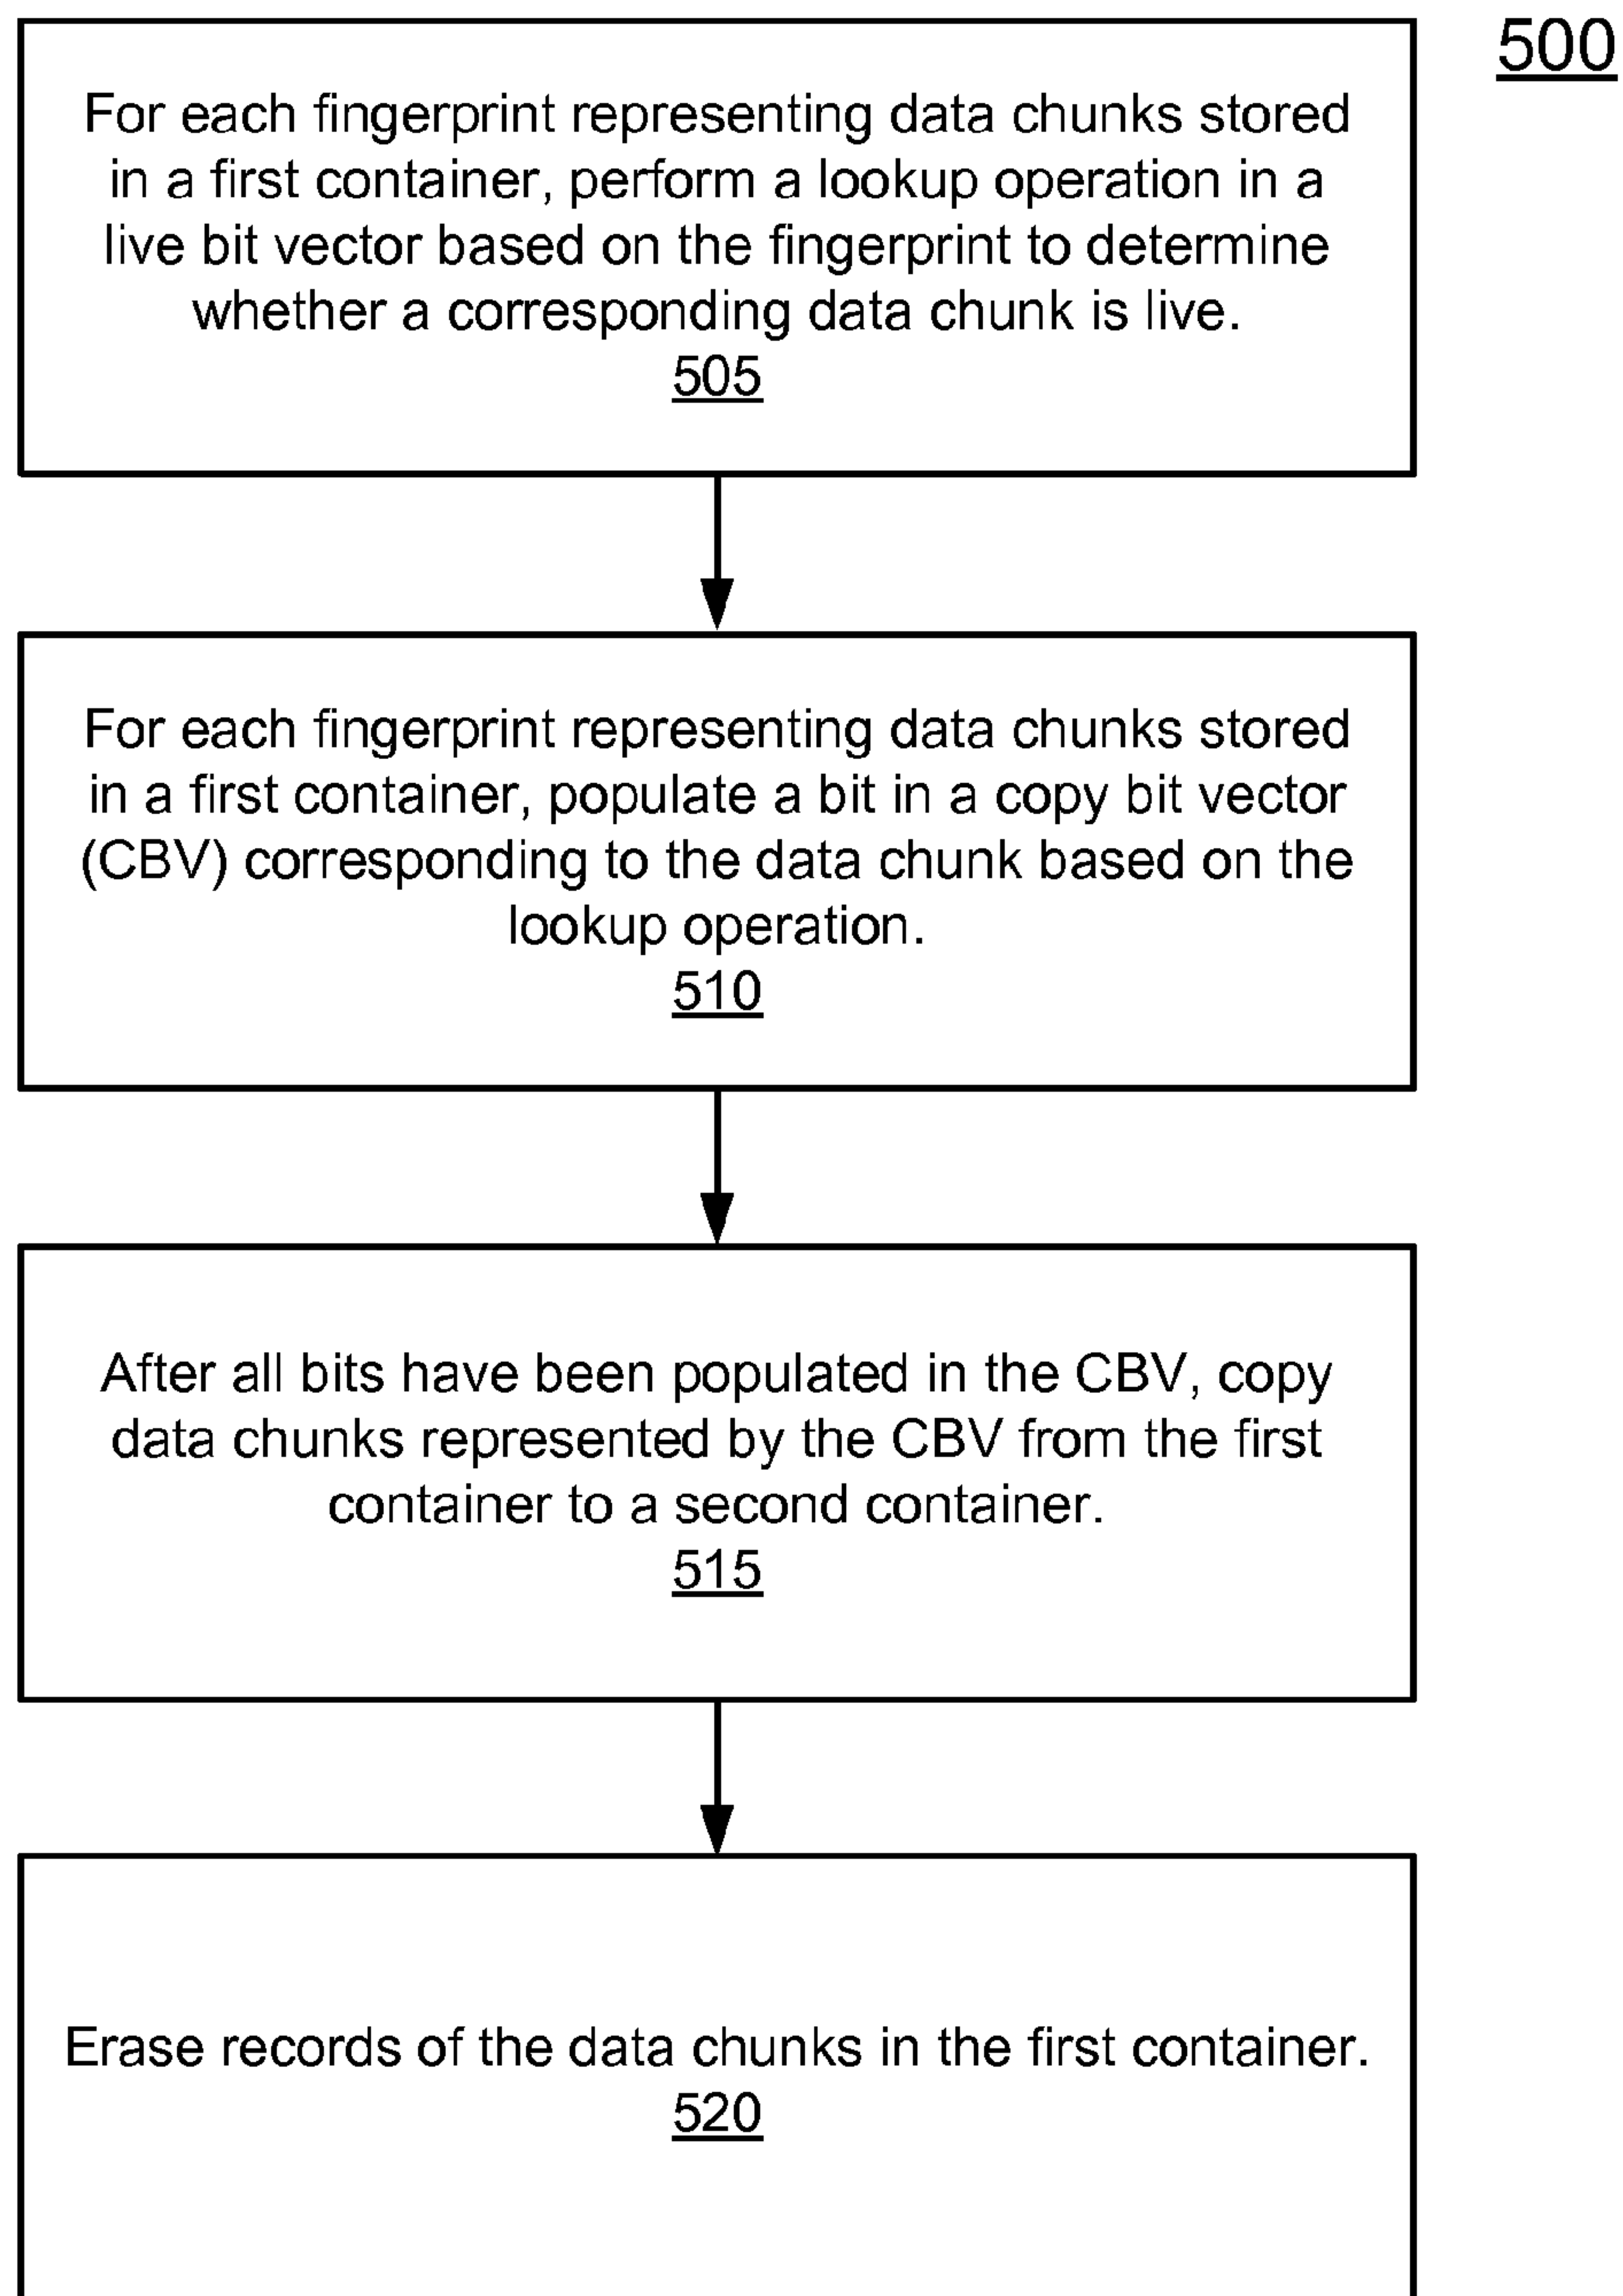 500
For each fingerprint representing data chunks stored
in a first container, perform a lookup operation in a
live bit vector based on the fingerprint to determine
whether a corresponding data chunk is live.
505
For each fingerprint representing data chunks stored
in a first container, populate a bit in a copy bit vector
(CBV) corresponding to the data chunk based on the
lookup operation.
510
After all bits have been populated in the CBV, copy
data chunks represented by the CBV from the first
container to a second container.
515
Erase records of the data chunks in the first container.
520